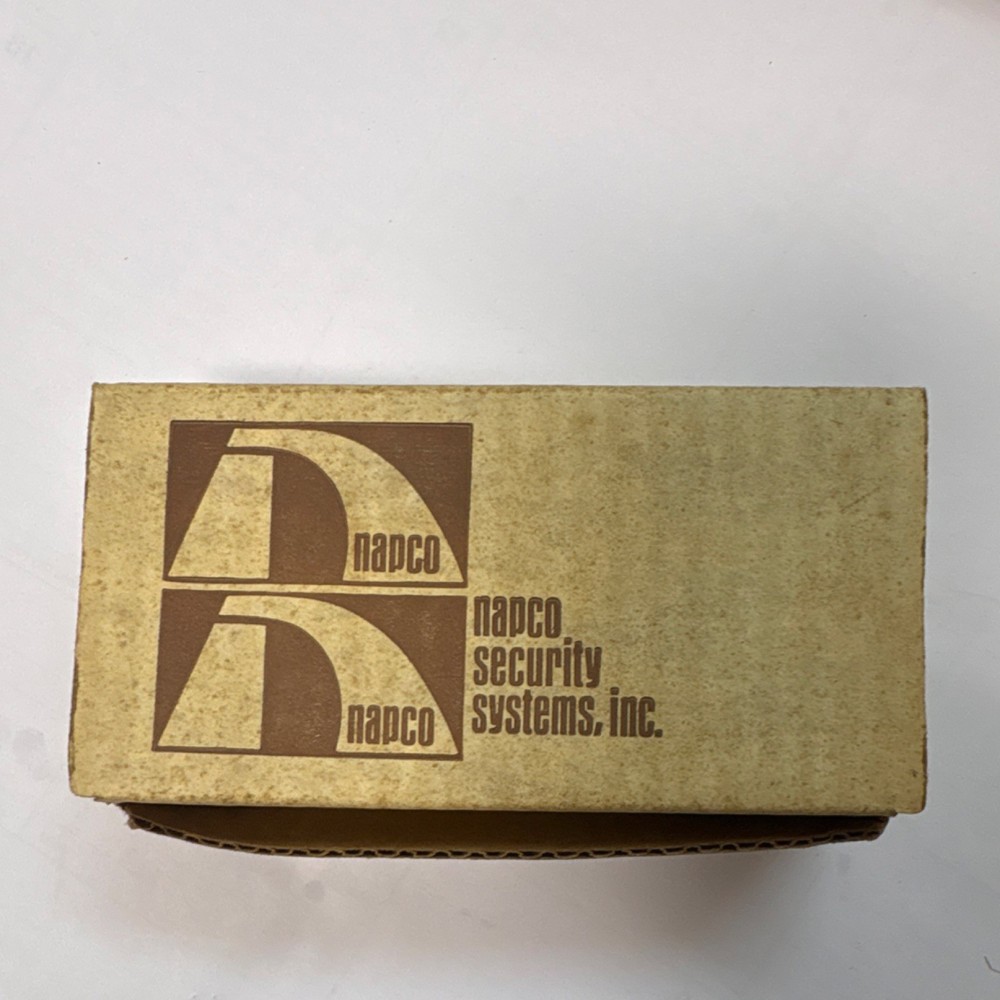 napco
napco
napco
security
systems, inc.